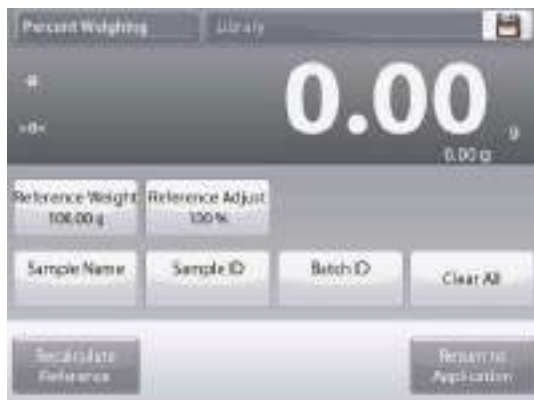 Percent Weighing
Library
>0<
0.00 g
0.00 g
Reference Weight
100.00 g
Reference Adjust
100 %
Sample Name
Sample ID
Batch ID
Clear All
Recalculate
Reference
Return to
Application